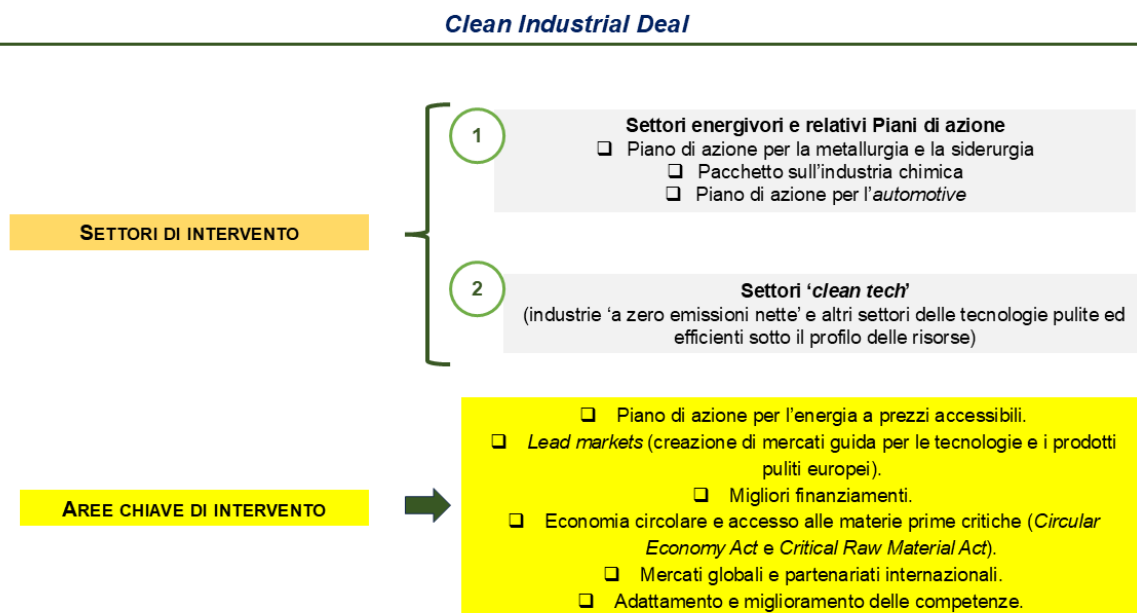 Clean Industrial Deal
1
Settori energivori e relativi Piani di azione
❑ Piano di azione per la metallurgia e la siderurgia
❑ Pacchetto sull'industria chimica
❑ Piano di azione per l'automotive
SETTORI DI INTERVENTO
2
Settori 'clean tech'
(industrie 'a zero emissioni nette' e altri settori delle tecnologie pulite ed
efficienti sotto il profilo delle risorse)
AREE CHIAVE DI INTERVENTO
❑ Piano di azione per l'energia a prezzi accessibili.
❑ Lead markets (creazione di mercati guida per le tecnologie e i prodotti
puliti europei).
❑ Migliori finanziamenti.
❑ Economia circolare e accesso alle materie prime critiche (Circular
Economy Act e Critical Raw Material Act).
❑ Mercati globali e partenariati internazionali.
❑ Adattamento e miglioramento delle competenze.